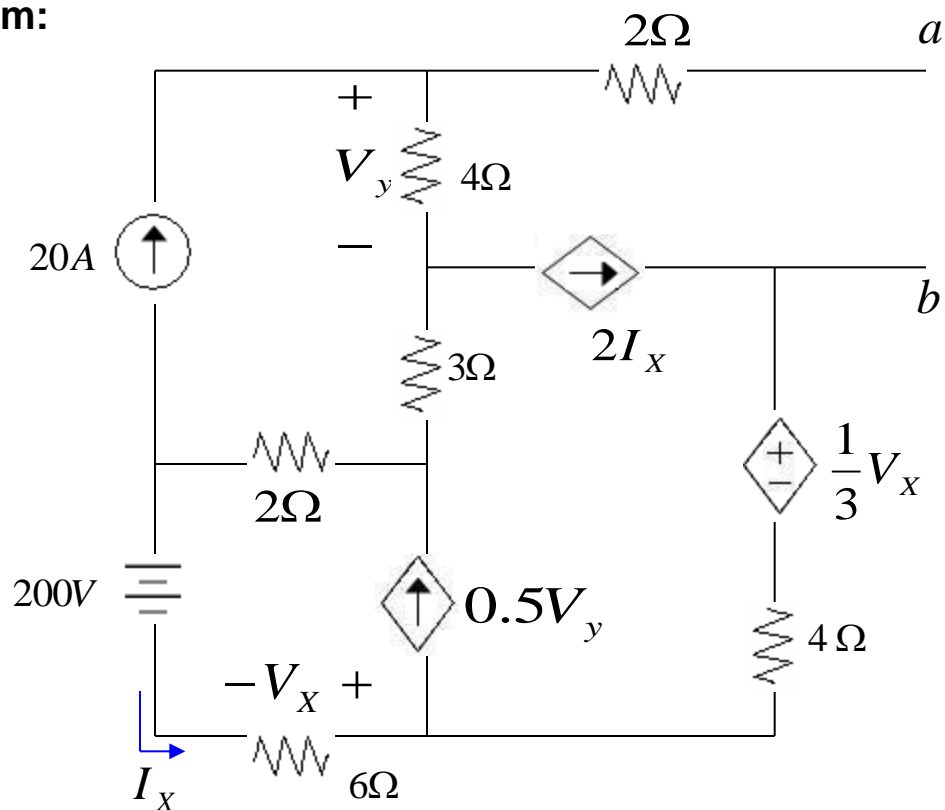 m:
2Ω
a
+
V_y
4Ω
−
20A
b
2I_X
3Ω
+
−
1/3 V_X
2Ω
200V
0.5V_y
4 Ω
− V_X +
I_X
6Ω